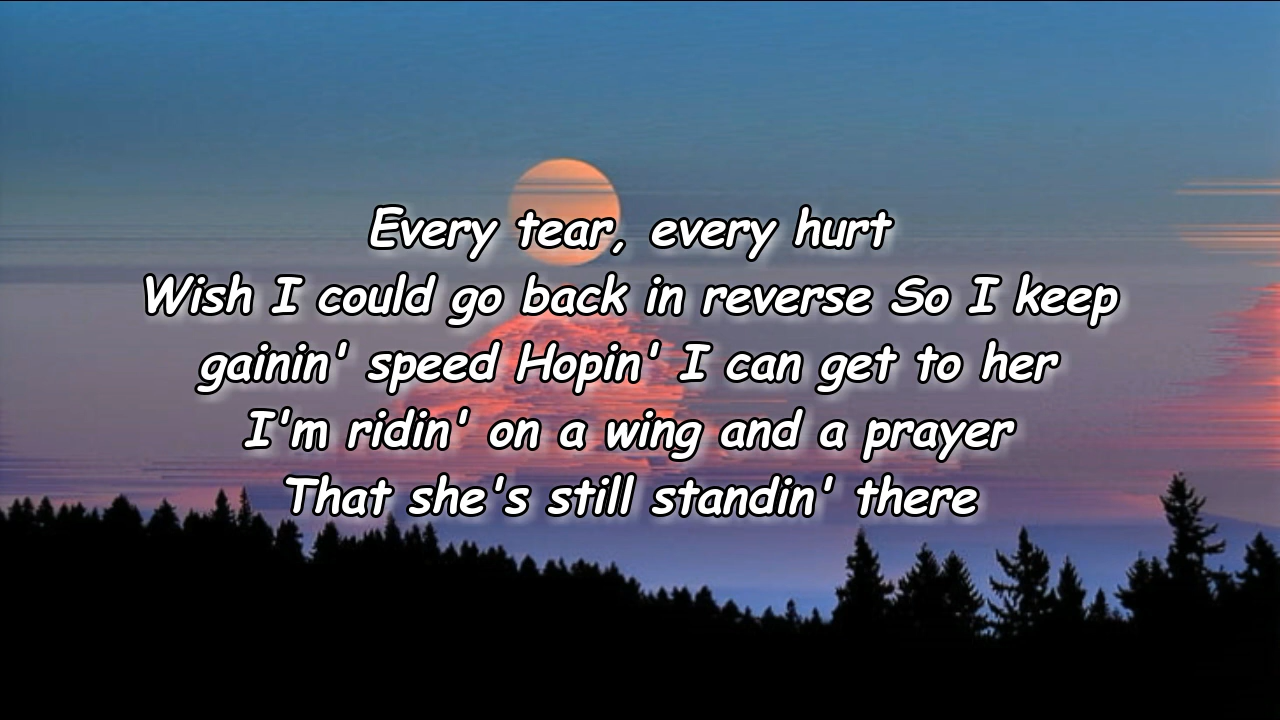 Every tear, every hurt
Wish I could go back in reverse So I keep
gainin' speed Hopin' I can get to her
I'm ridin' on a wing and a prayer
That she's still standin' there